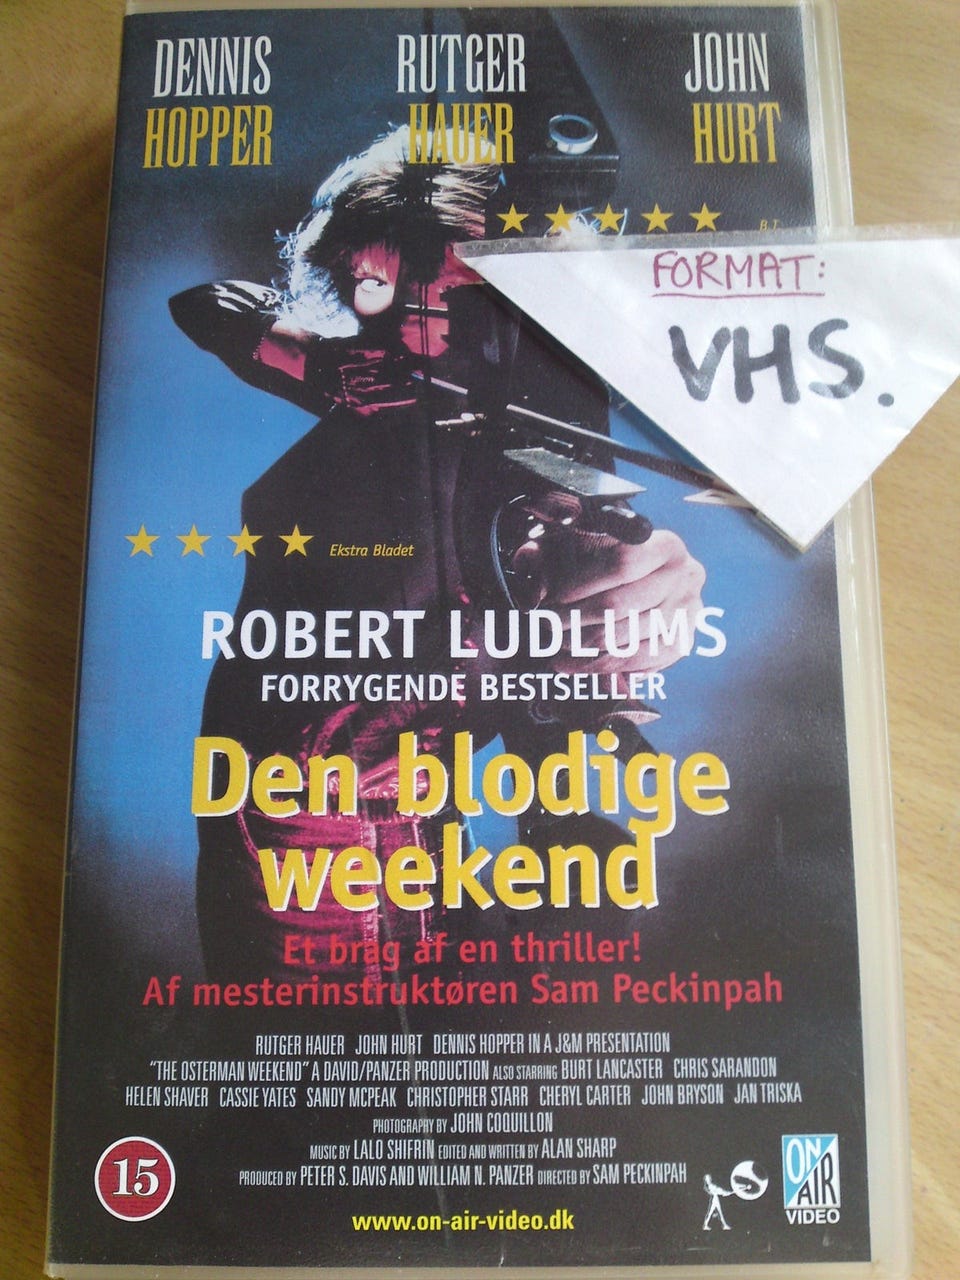 DENNIS HOPPER
RUTGER HAUER
JOHN HURT
B.T.
FORMAT:
VHS.
Ekstra Bladet
ROBERT LUDLUMS
FORRYGENDE BESTSELLER
Den blodige
weekend
Et brag af en thriller!
Af mesterinstruktøren Sam Peckinpah
RUTGER HAUER JOHN HURT DENNIS HOPPER IN A J&M PRESENTATION
"THE OSTERMAN WEEKEND" A DAVID/PANZER PRODUCTION ALSO STARRING BURT LANCASTER CHRIS SARANDON
HELEN SHAVER CASSIE YATES SANDY MCPEAK CHRISTOPHER STARR CHERYL CARTER JOHN BRYSON JAN TRISKA
PHOTOGRAPHY BY JOHN COQUILLON
MUSIC BY LALO SHIFRIN EDITED AND WRITTEN BY ALAN SHARP
PRODUCED BY PETER S. DAVIS AND WILLIAM N. PANZER DIRECTED BY SAM PECKINPAH
15
www.on-air-video.dk
ON
AIR
VIDEO